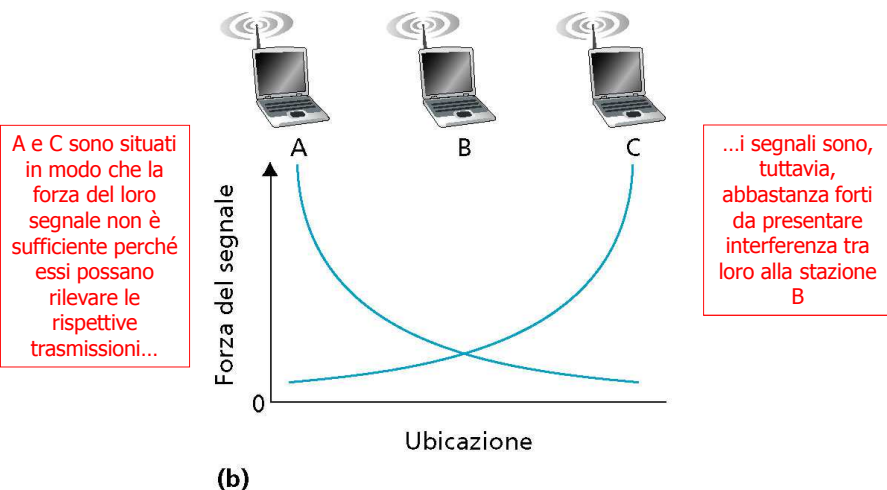 A e C sono situati
in modo che la
forza del loro
segnale non è
sufficiente perché
essi possano
rilevare le
rispettive
trasmissioni...
A
B
C
...i segnali sono,
tuttavia,
abbastanza forti
da presentare
interferenza tra
loro alla stazione
B
Forza del segnale
0
Ubicazione
(b)